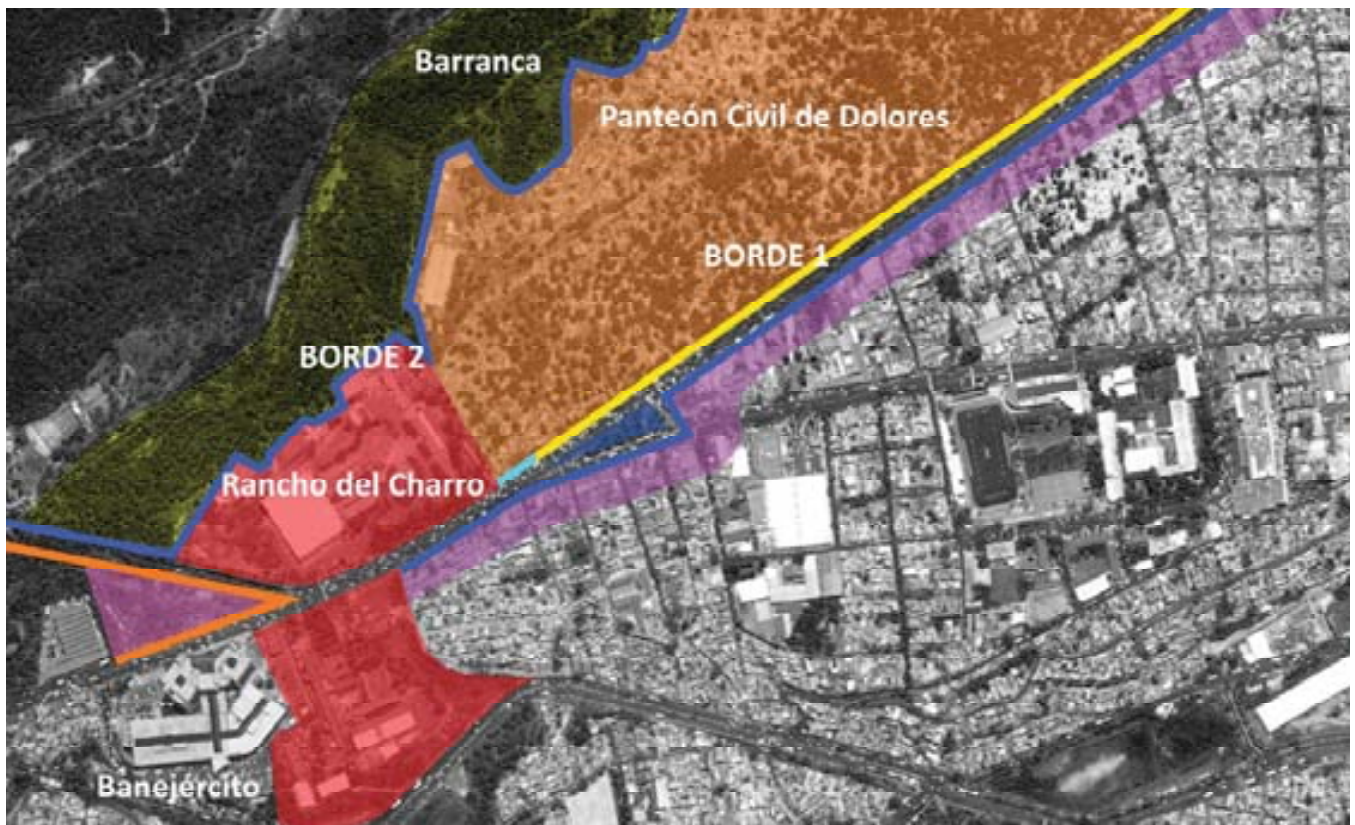 Barranca
Panteón Civil de Dolores
BORDE 1
BORDE 2
Rancho del Charro
Banejército